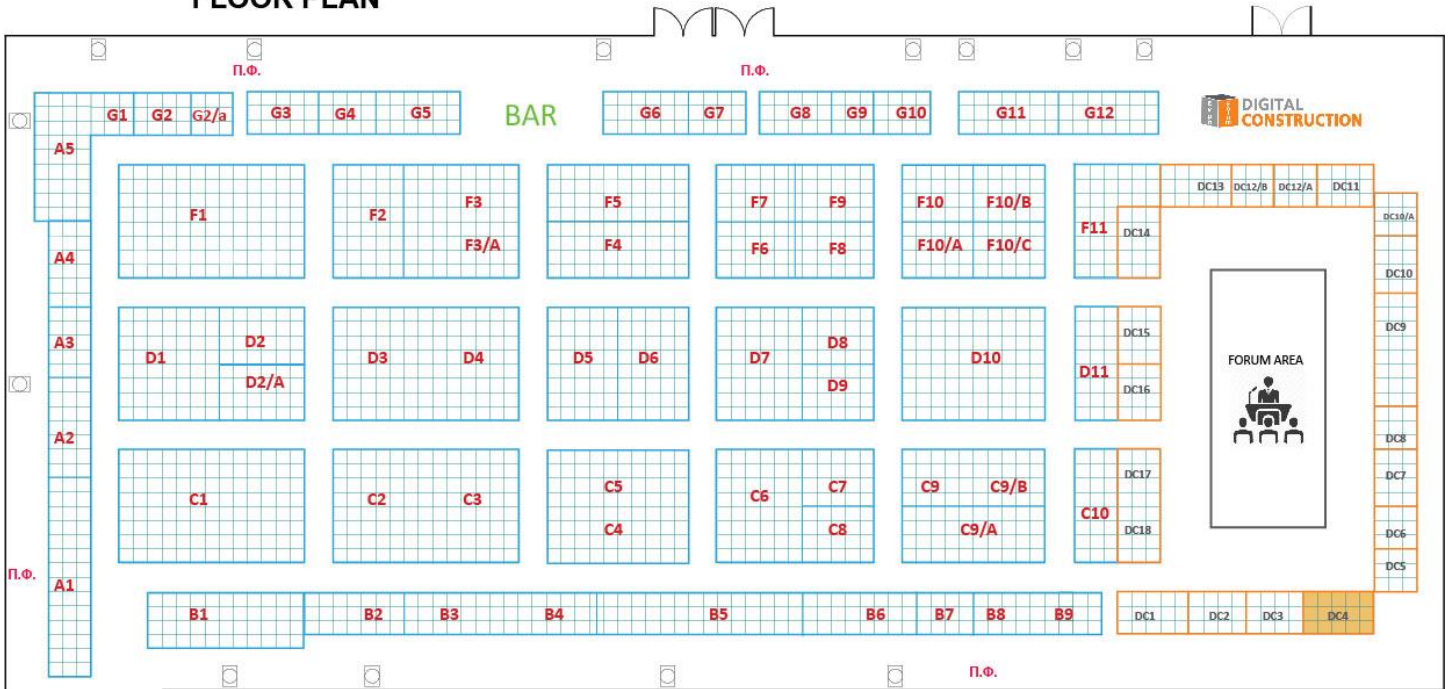 FLOOR PLAN
П.Ф. П.Ф.
G1 G2 G2/a G3 G4 G5 BAR G6 G7 G8 G9 G10 G11 G12
DIGITAL
CONSTRUCTION
A5
F1 F2 F3 F5 F7 F9 F10 F10/B
F3/A F4 F6 F8 F10/A F10/C F11
DC14
DC13 DC12/B DC12/A DC11
DC10/A
A4
DC10
A3 D1 D2 D3 D4 D5 D6 D7 D8 D10
D2/A D9 D11
DC15
DC16
DC9
FORUM AREA
A2
DC8
C1 C2 C3 C5 C6 C7 C9 C9/B
C4 C8 C9/A C10
DC17
DC18
DC7
DC6
DC5
П.Ф.
A1
B1 B2 B3 B4 B5 B6 B7 B8 B9
DC1 DC2 DC3 DC4
П.Ф.